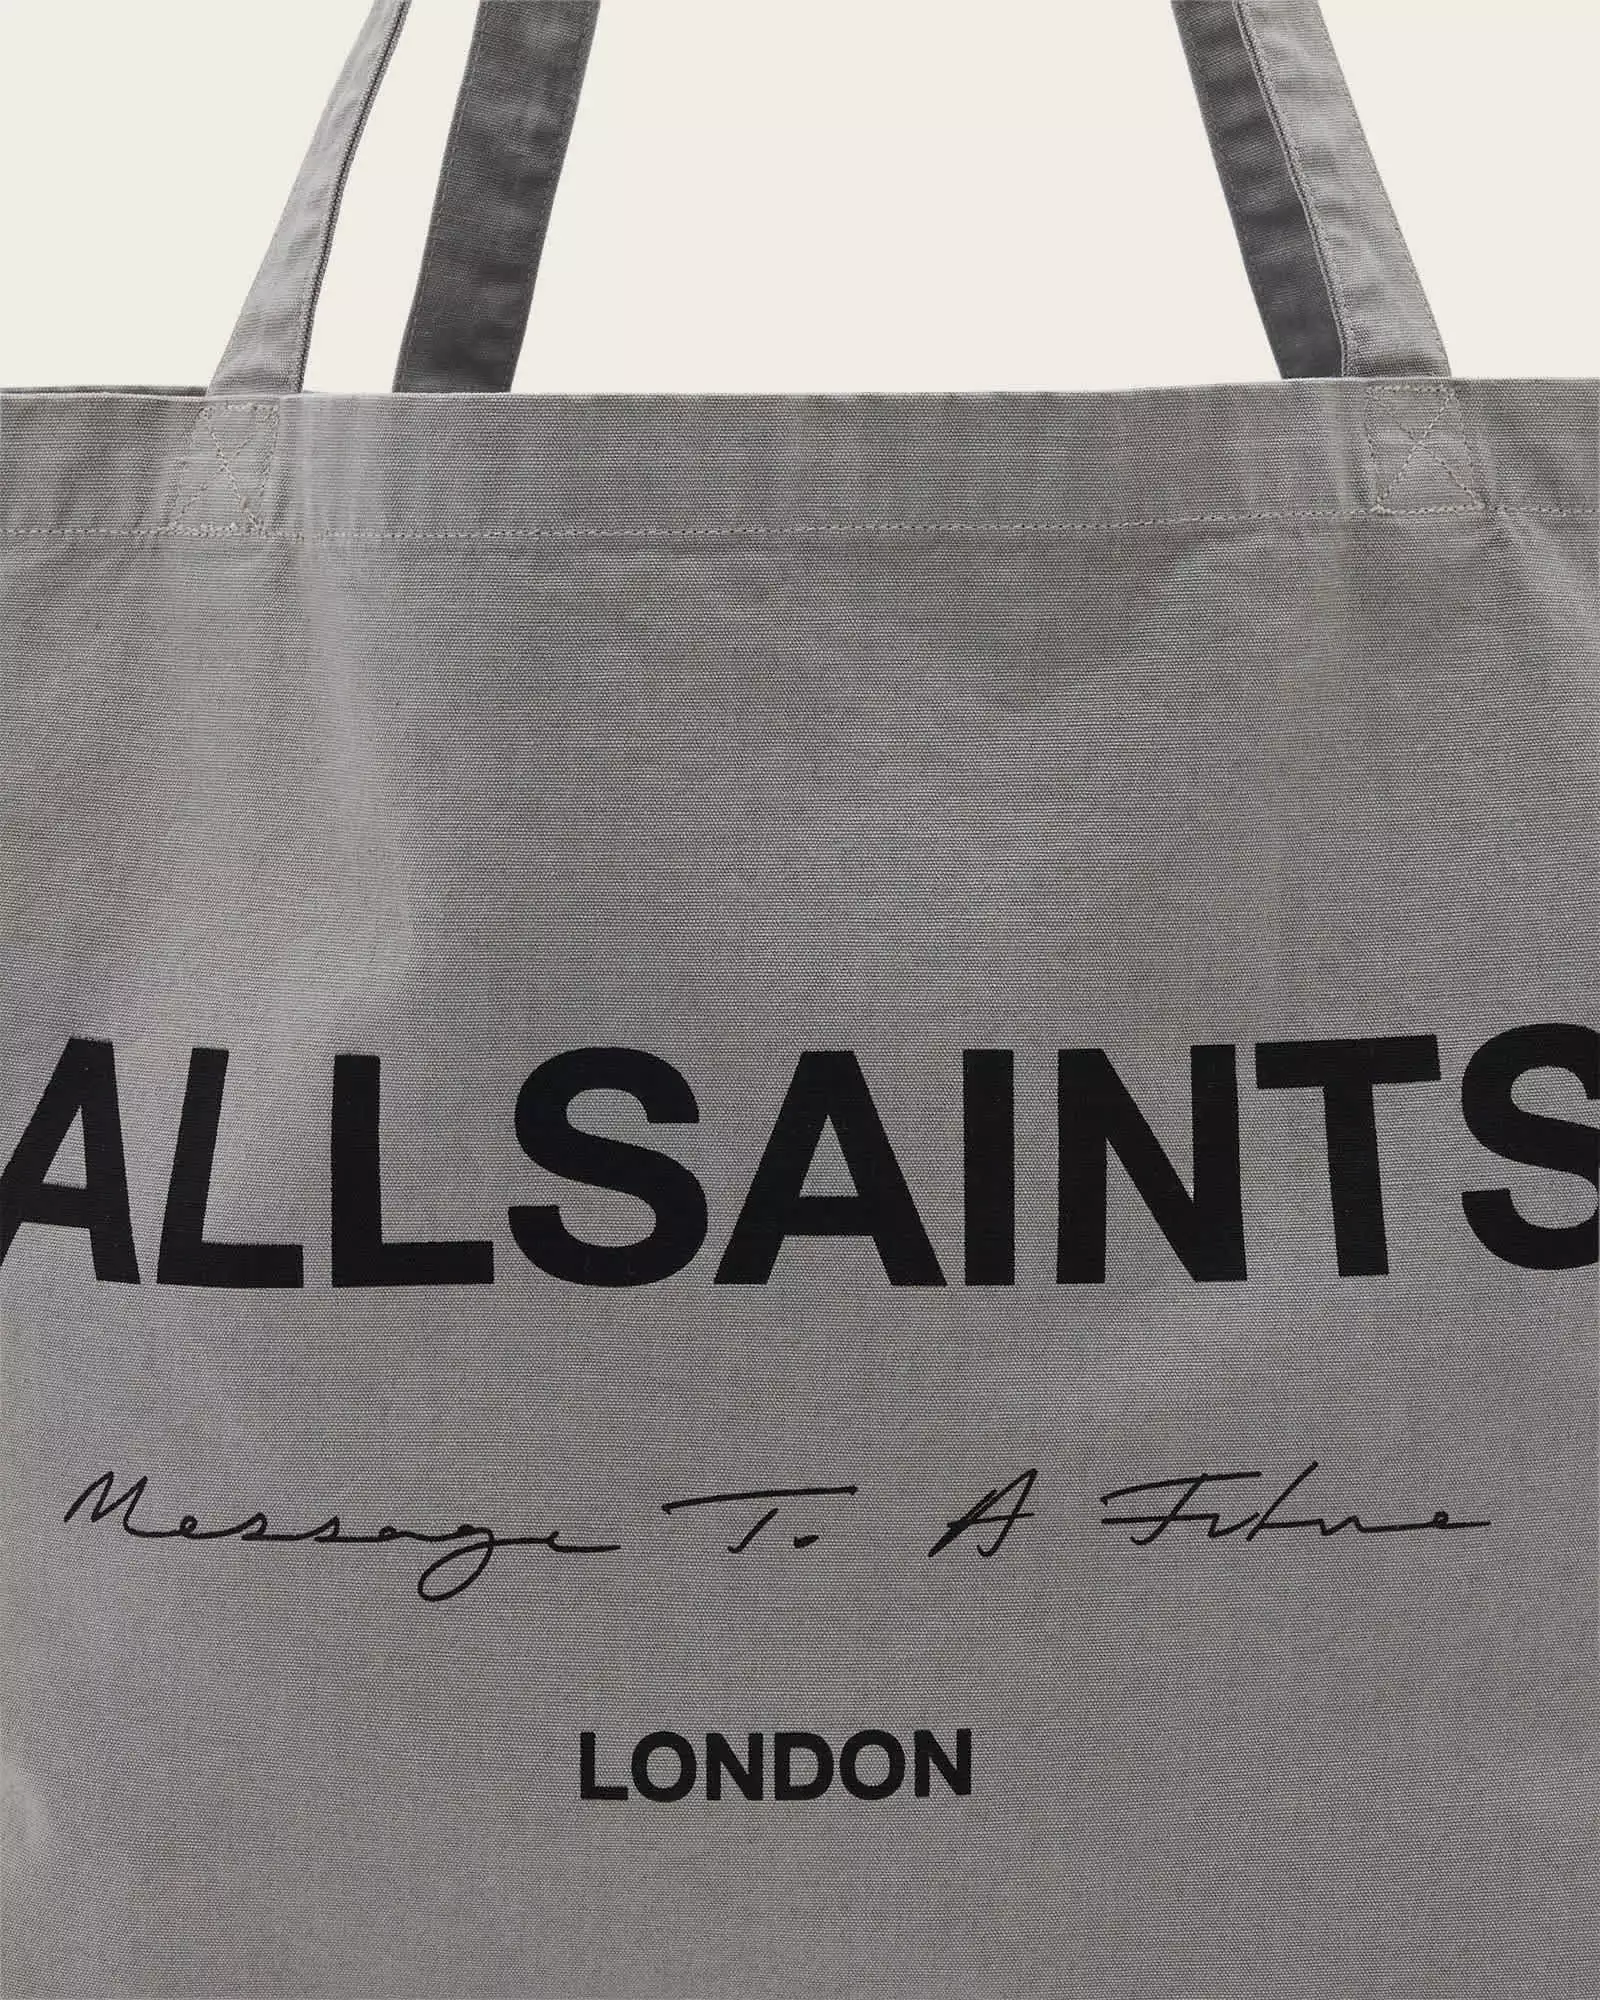 ALLSAINTS
Message To A Future
LONDON